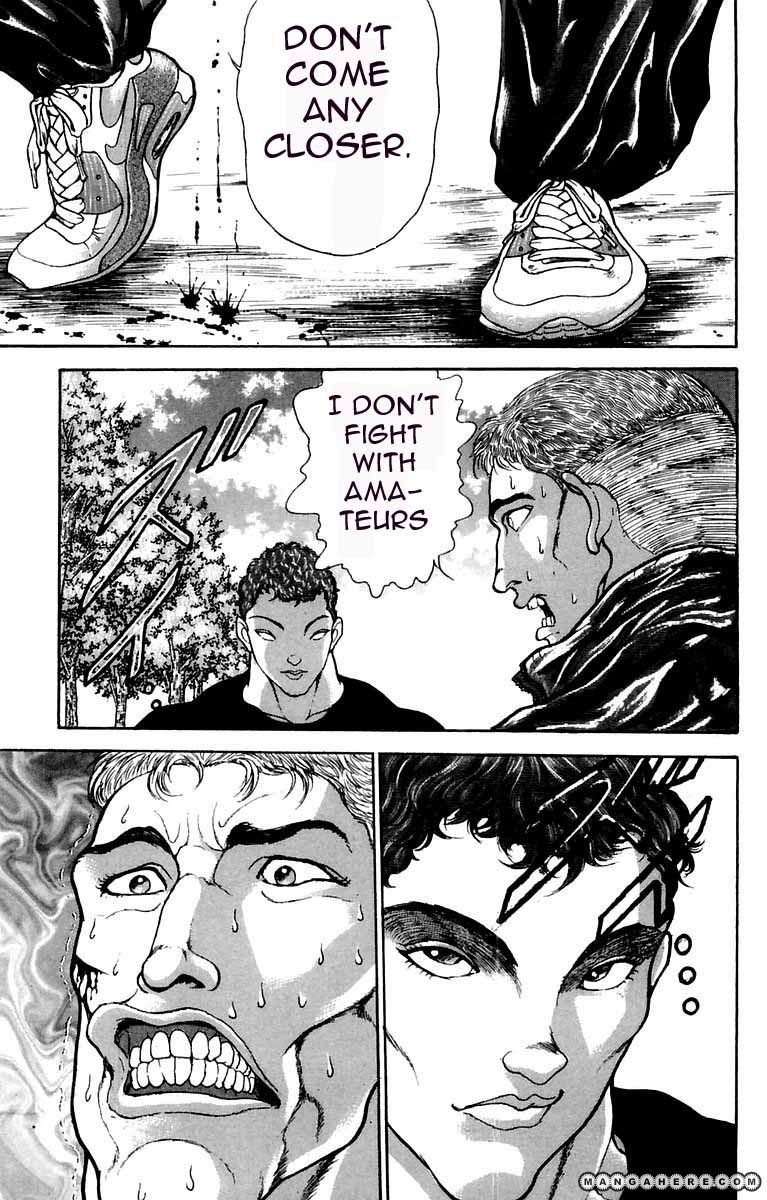 DON'T
COME
ANY
CLOSER.
I DON'T
FIGHT
WITH
AMA-
TEURS
MANGAHERE.COM